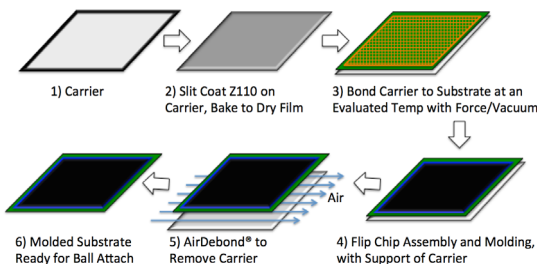 1) Carrier
2) Slit Coat Z110 on
Carrier, Bake to Dry Film
3) Bond Carrier to Substrate at an
Evaluated Temp with Force/Vacuum
Air
6) Molded Substrate
Ready for Ball Attach
5) AirDebond® to
Remove Carrier
4) Flip Chip Assembly and Molding,
with Support of Carrier